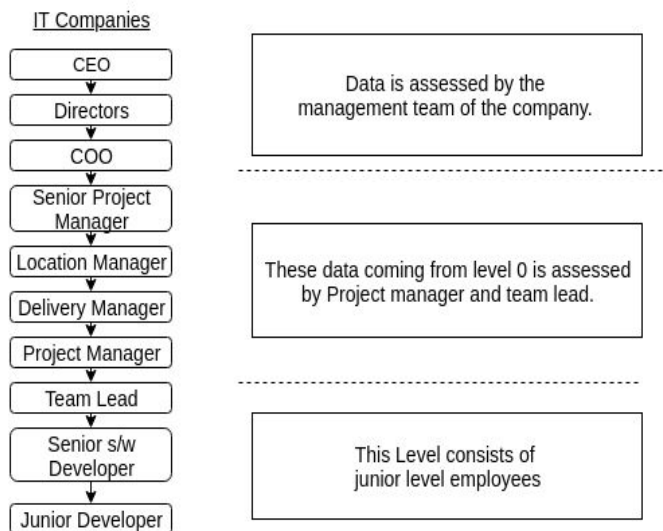 IT Companies
CEO
Directors
COO
Senior Project
Manager
Location Manager
Delivery Manager
Project Manager
Team Lead
Senior s/w
Developer
Junior Developer
Data is assessed by the
management team of the company.
These data coming from level 0 is assessed
by Project manager and team lead.
This Level consists of
junior level employees